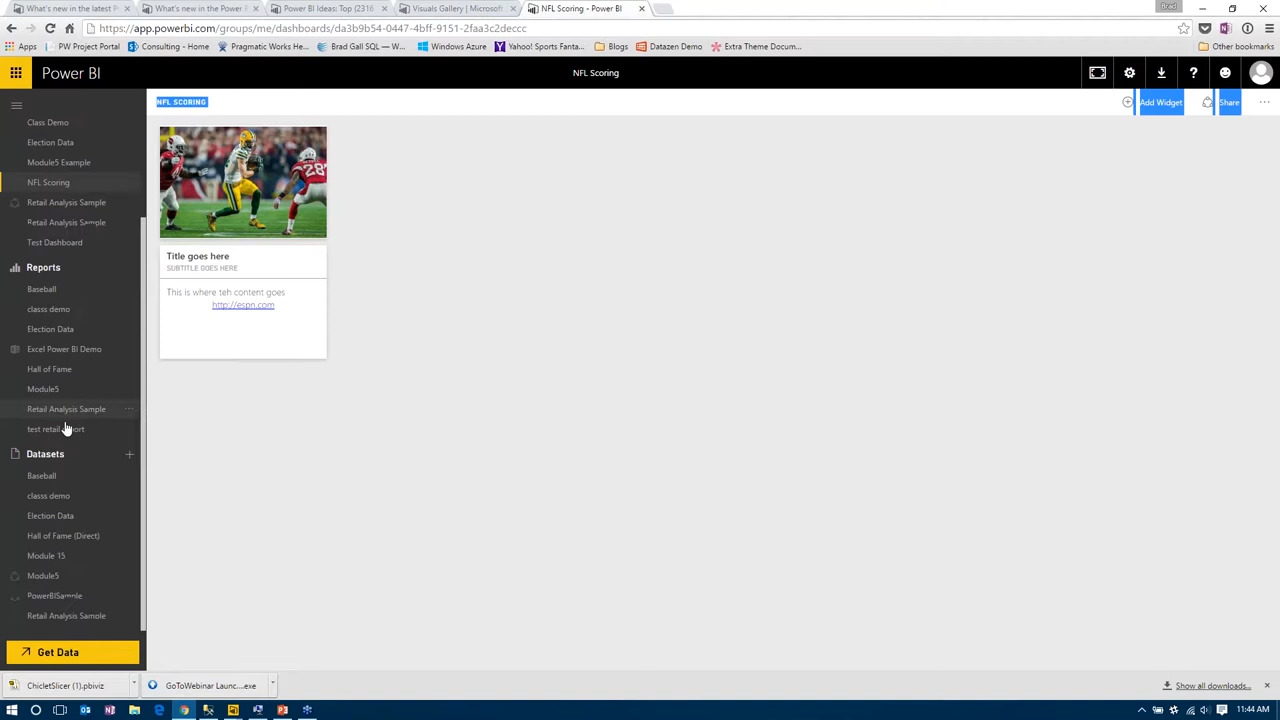 What's new in the latest P
What's new in the Power B
Power BI Ideas: Top (2316
Visuals Gallery | Microsoft
NFL Scoring - Power BI
Brad
https://app.powerbi.com/groups/me/dashboards/da3b9b54-0447-4bff-9151-2faa3c2deccc
Apps
PW Project Portal
Consulting - Home
Pragmatic Works - He...
Brad Gall SQL — W...
Windows Azure
Yahoo! Sports Fanta...
Blogs
Datazen Demo
Extra Theme Docum...
Other bookmarks
Power BI
NFL Scoring
NFL SCORING
Add Widget
Share
Class Demo
Election Data
Module5 Example
NFL Scoring
Retail Analysis Sample
Retail Analysis Sample
Test Dashboard
Reports
Baseball
classs demo
Election Data
Excel Power BI Demo
Hall of Fame
Module5
Retail Analysis Sample
test retail
Datasets
Baseball
classs demo
Election Data
Hall of Fame (Direct)
Module 15
Module5
PowerBISample
Retail Analysis Sample
Get Data
28
Title goes here
SUBTITLE GOES HERE
This is where teh content goes
http://espn.com
ChicletSlicer (1).pbiviz
GoToWebinar Launc....exe
Show all downloads...
11:44 AM